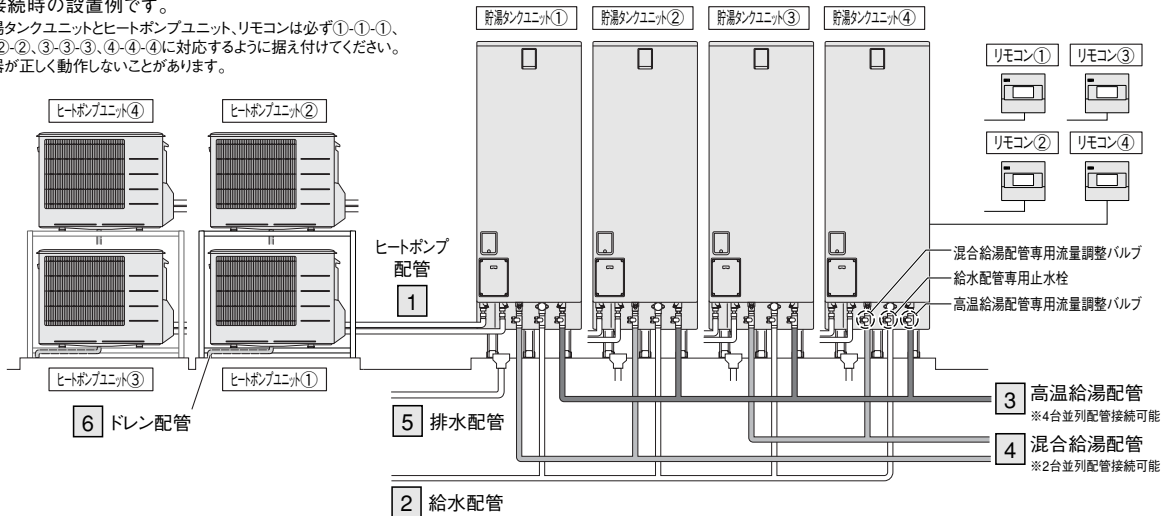 接続時の設置例です。
湯タンクユニットとヒートポンプユニット、リモコンは必ず①-①-①、
②-②、③-③-③、④-④-④に対応するように据え付けてください。
器が正しく動作しないことがあります。
貯湯タンクユニット①
貯湯タンクユニット②
貯湯タンクユニット③
貯湯タンクユニット④
リモコン①
リモコン③
リモコン②
リモコン④
ヒートポンプユニット④
ヒートポンプユニット②
ヒートポンプ
配管
1
混合給湯配管専用流量調整バルブ
給水配管専用止水栓
高温給湯配管専用流量調整バルブ
ヒートポンプユニット③
ヒートポンプユニット①
6 ドレン配管
5 排水配管
3 高温給湯配管
※4台並列配管接続可能
4 混合給湯配管
※2台並列配管接続可能
2 給水配管